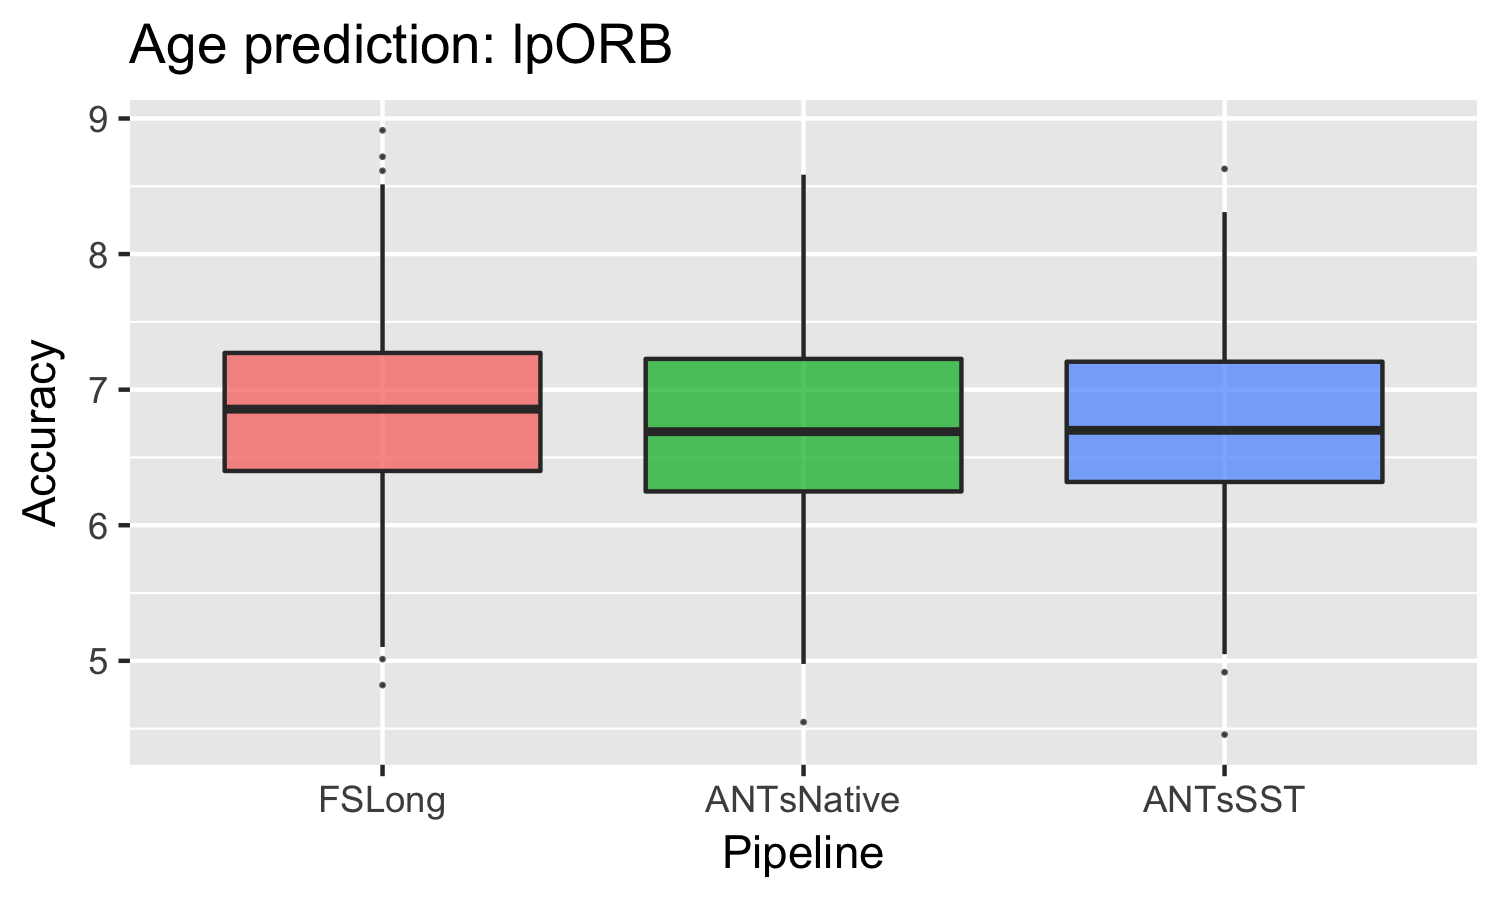 Age prediction: lpORB
9
8
7
6
5
Accuracy
FSLong
ANTsNative
ANTsSST
Pipeline